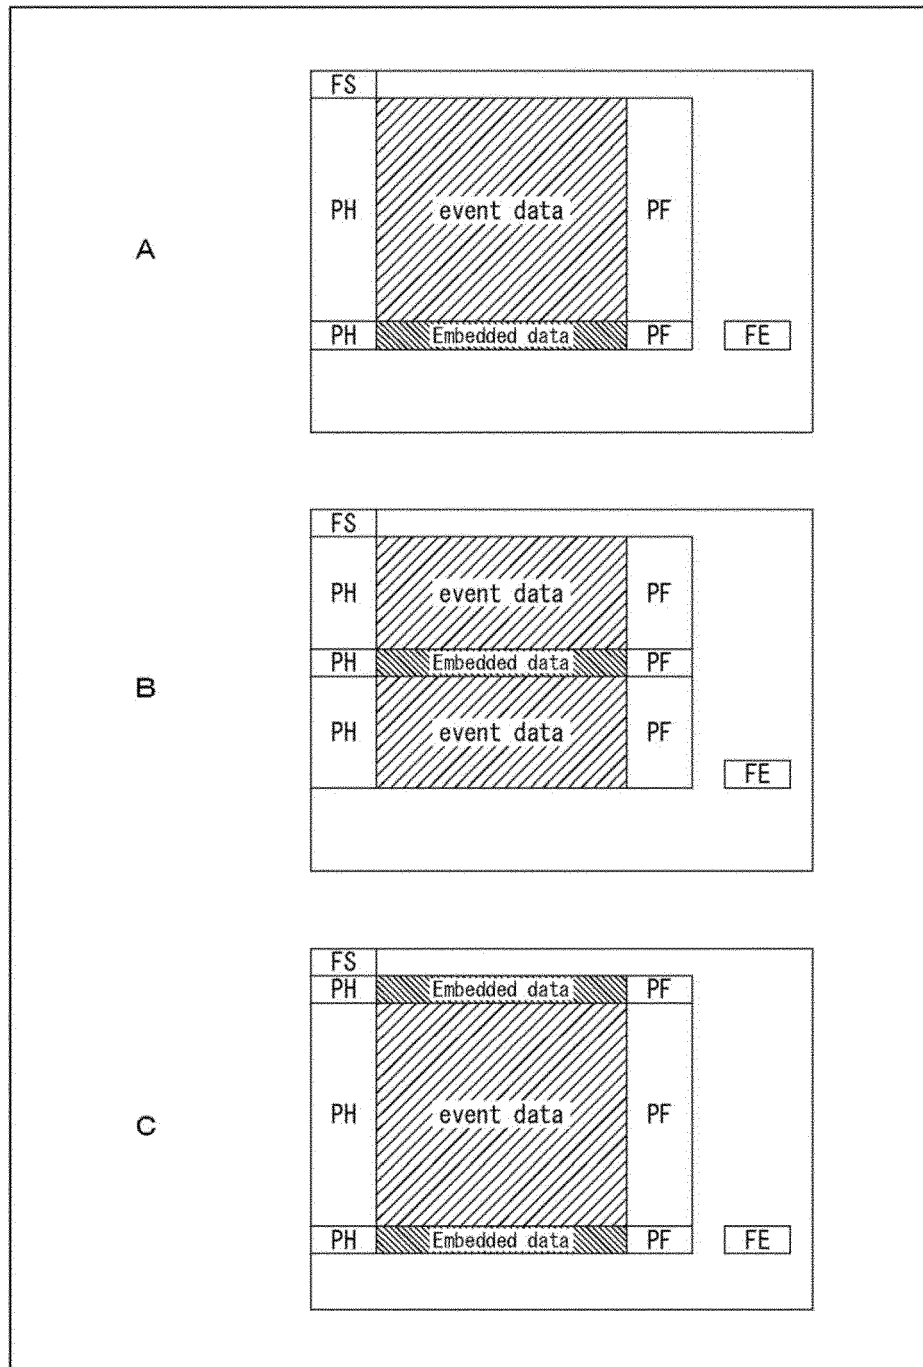 FS
PH event data PF
A
PH Embedded data PF FE
FS
PH event data PF
PH Embedded data PF
B
PH event data PF
FE
FS
PH Embedded data PF
PH event data PF
C
PH Embedded data PF FE